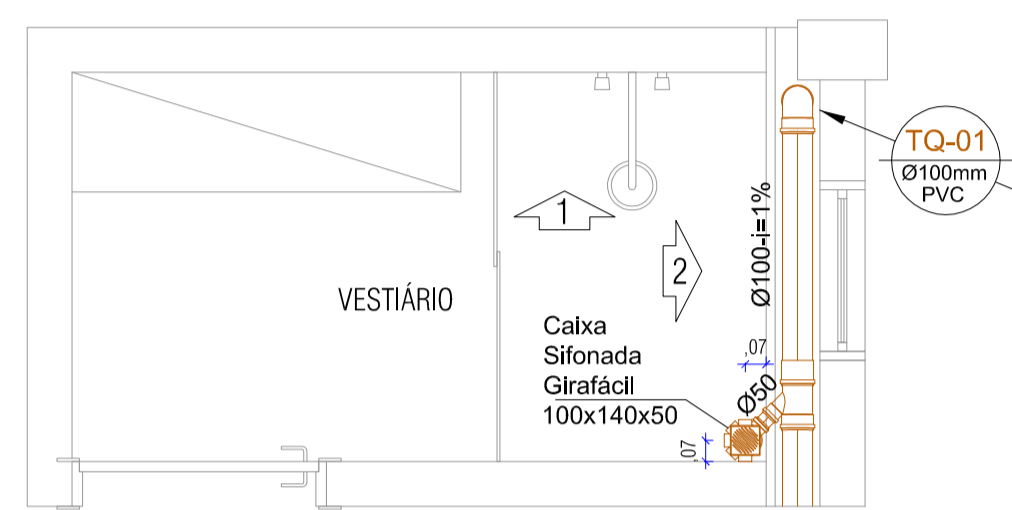 TQ-01
Ø100mm
PVC
1
Ø100-i=1%
2
VESTIÁRIO
Caixa
Sifonada
Girafácil
100x140x50
,07
Ø50
,07